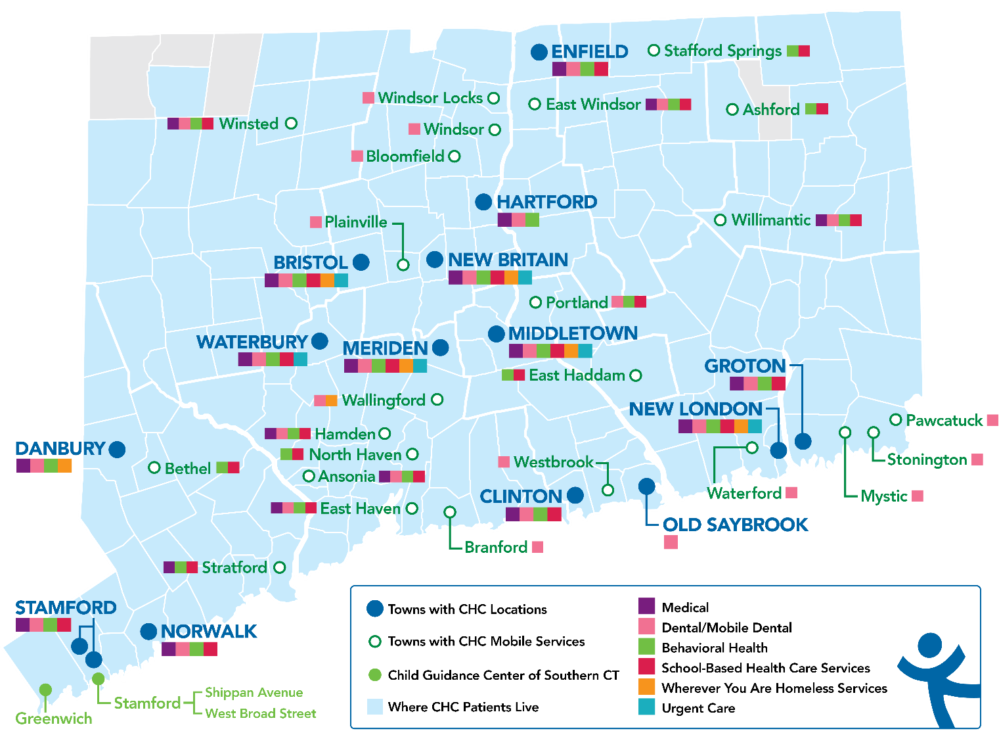 ENFIELD
Stafford Springs
Windsor Locks
East Windsor
Ashford
Winsted
Windsor
Bloomfield
HARTFORD
Plainville
Willimantic
BRISTOL
NEW BRITAIN
Portland
WATERBURY
MERIDEN
MIDDLETOWN
GROTON
East Haddam
Wallingford
NEW LONDON
Pawcatuck
Hamden
DANBURY
North Haven
Stonington
Bethel
Westbrook
Ansonia
Waterford
Mystic
CLINTON
East Haven
OLD SAYBROOK
Branford
Stratford
STAMFORD
NORWALK
Shippan Avenue
Stamford
West Broad Street
Greenwich
Towns with CHC Locations
Towns with CHC Mobile Services
Child Guidance Center of Southern CT
Where CHC Patients Live
Medical
Dental/Mobile Dental
Behavioral Health
School-Based Health Care Services
Wherever You Are Homeless Services
Urgent Care